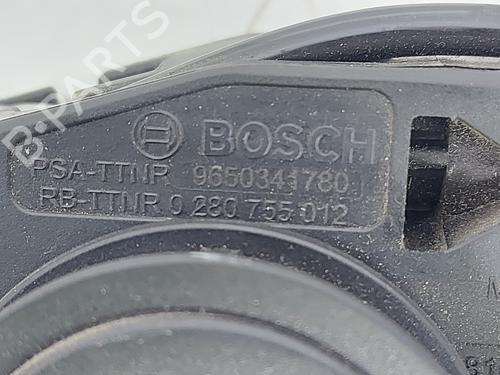 B-PARTS
BOSCH
PSA-TTNR 9650341780
RB-TTNR 0 280 755 012